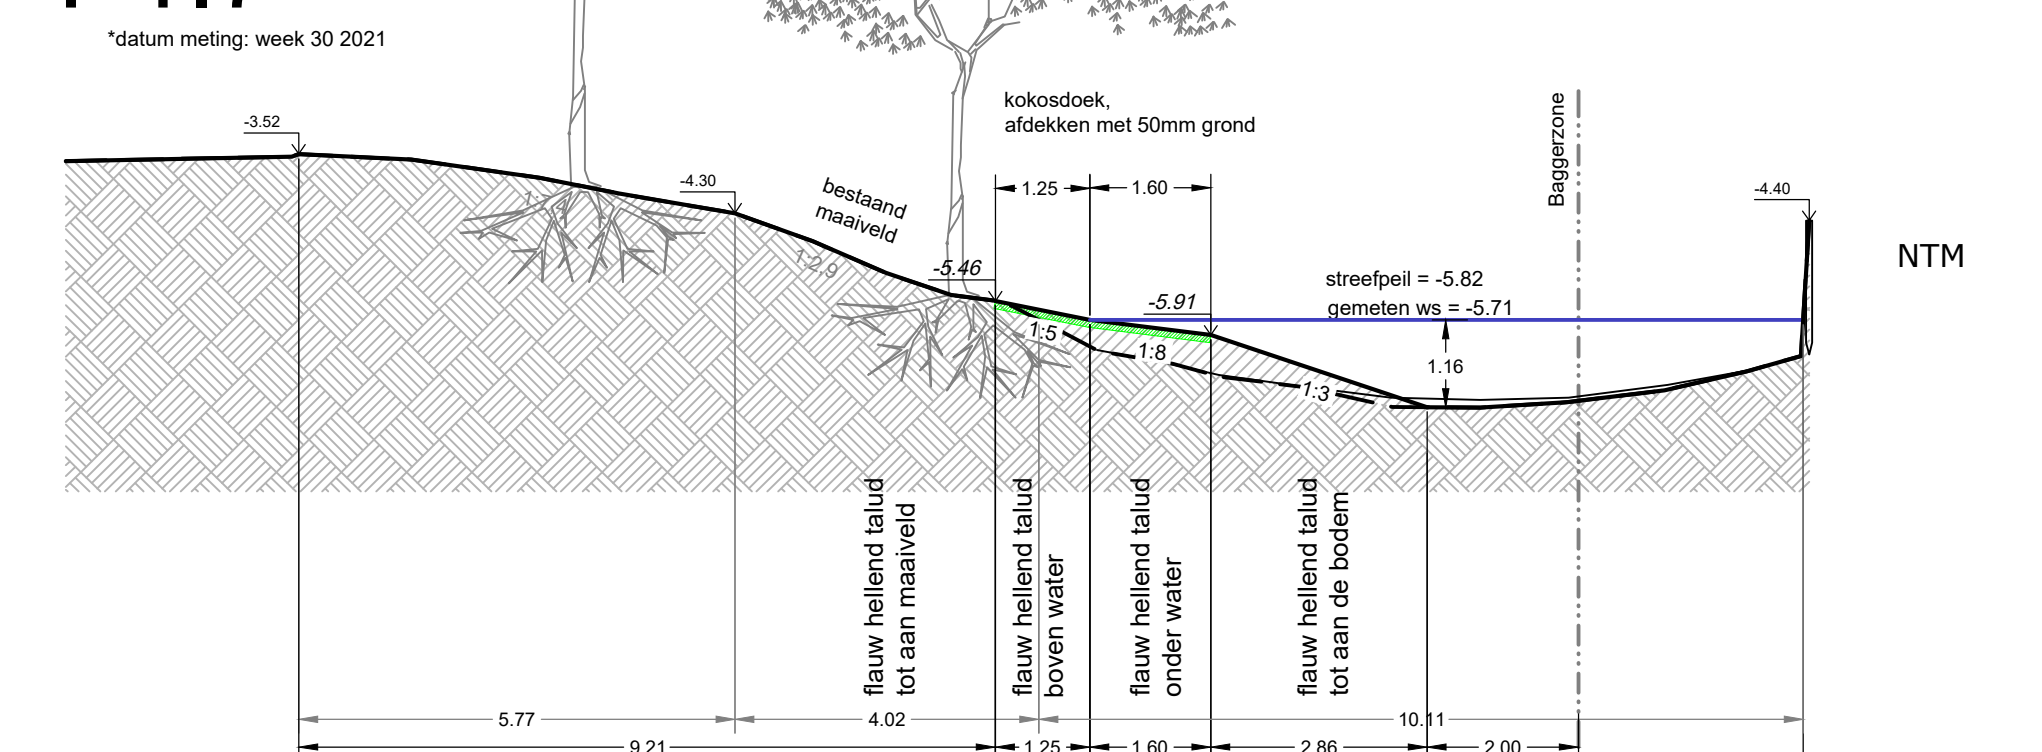 *datum meting: week 30 2021
-3.52
-4.30
bestaand
maaiveld
1:2,9
kokosdoek,
afdekken met 50mm grond
1.25
1.60
-5.46
-5.91
1:5
1:8
1:3
streefpeil = -5.82
gemeten ws = -5.71
1.16
Baggerzone
-4.40
NTM
flauw hellend talud
tot aan maaiveld
flauw hellend talud
boven water
flauw hellend talud
onder water
flauw hellend talud
tot aan de bodem
5.77
4.02
10.11
9.21
1.25
1.60
2.86
2.00